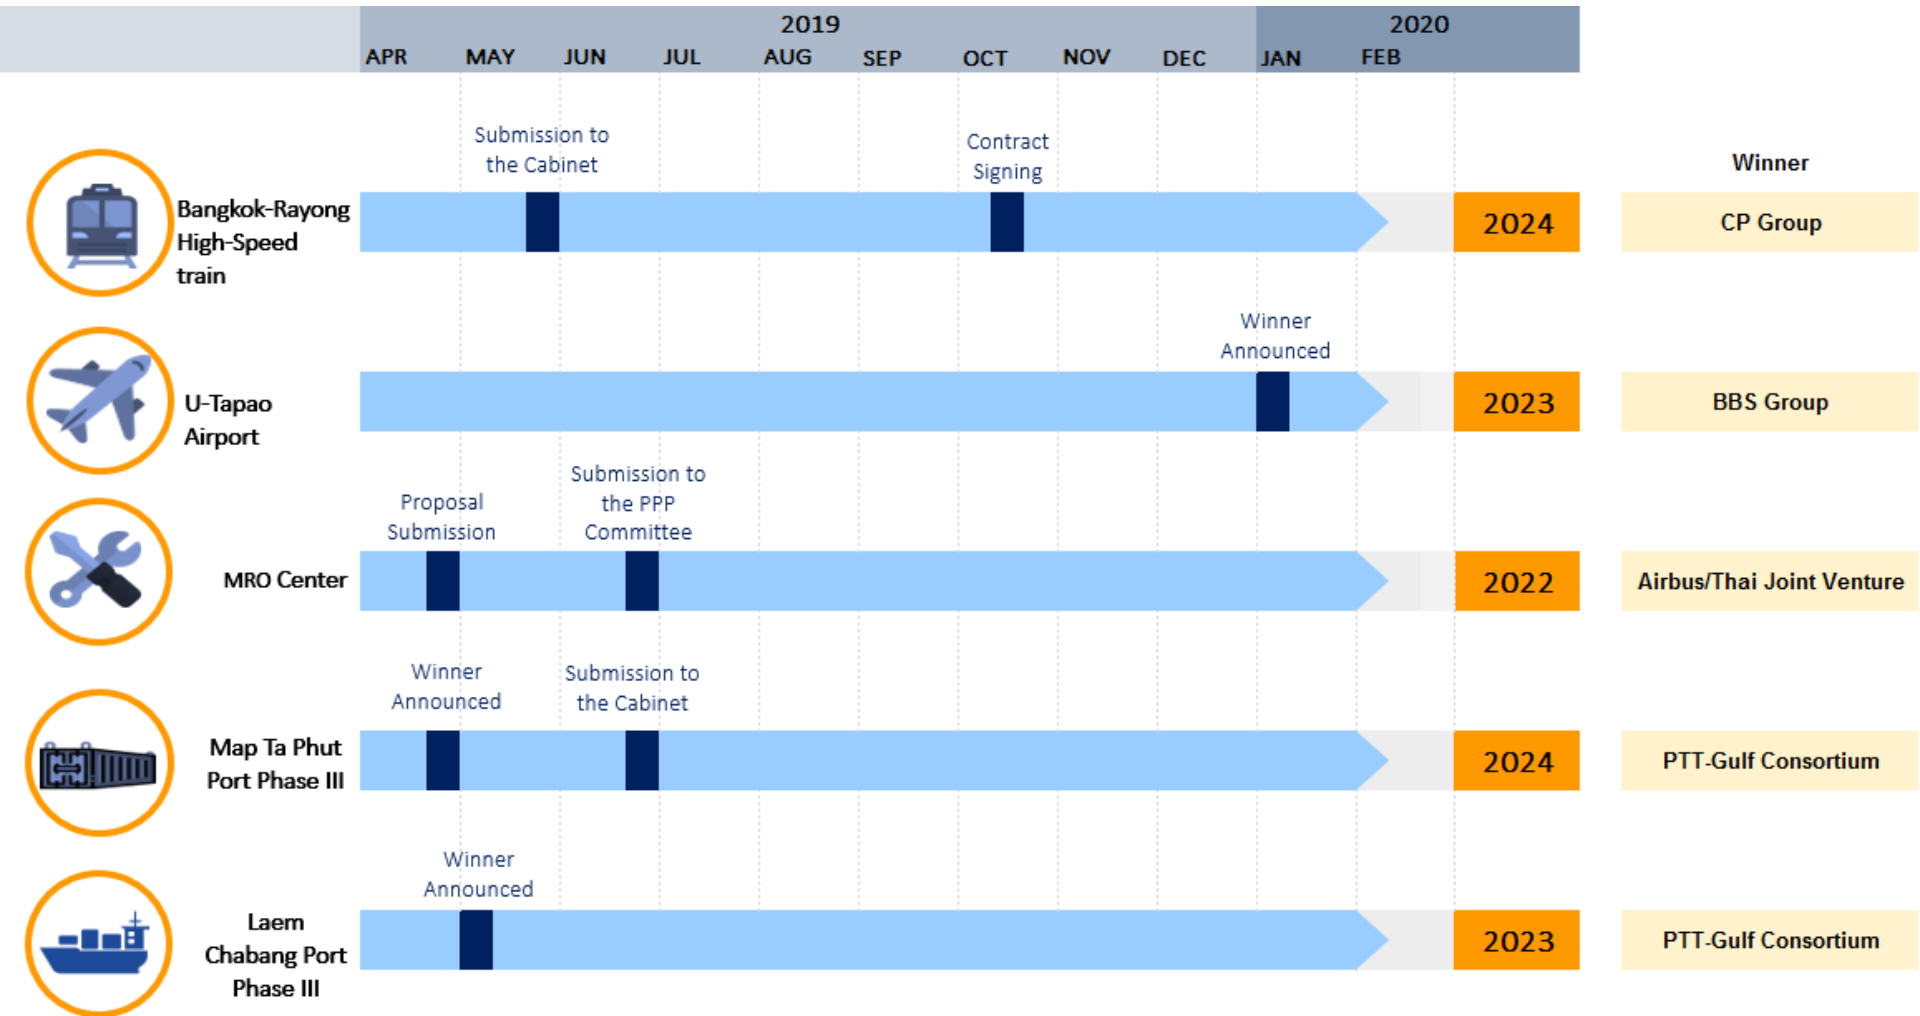 2019
2020
APR MAY JUN JUL AUG SEP OCT NOV DEC JAN FEB
Submission to
the Cabinet
Contract
Signing
Winner
Bangkok-Rayong
High-Speed
train
2024
CP Group
Winner
Announced
U-Tapao
Airport
2023
BBS Group
Proposal
Submission
Submission to
the PPP
Committee
MRO Center
2022
Airbus/Thai Joint Venture
Winner
Announced
Submission to
the Cabinet
Map Ta Phut
Port Phase III
2024
PTT-Gulf Consortium
Winner
Announced
Laem
Chabang Port
Phase III
2023
PTT-Gulf Consortium